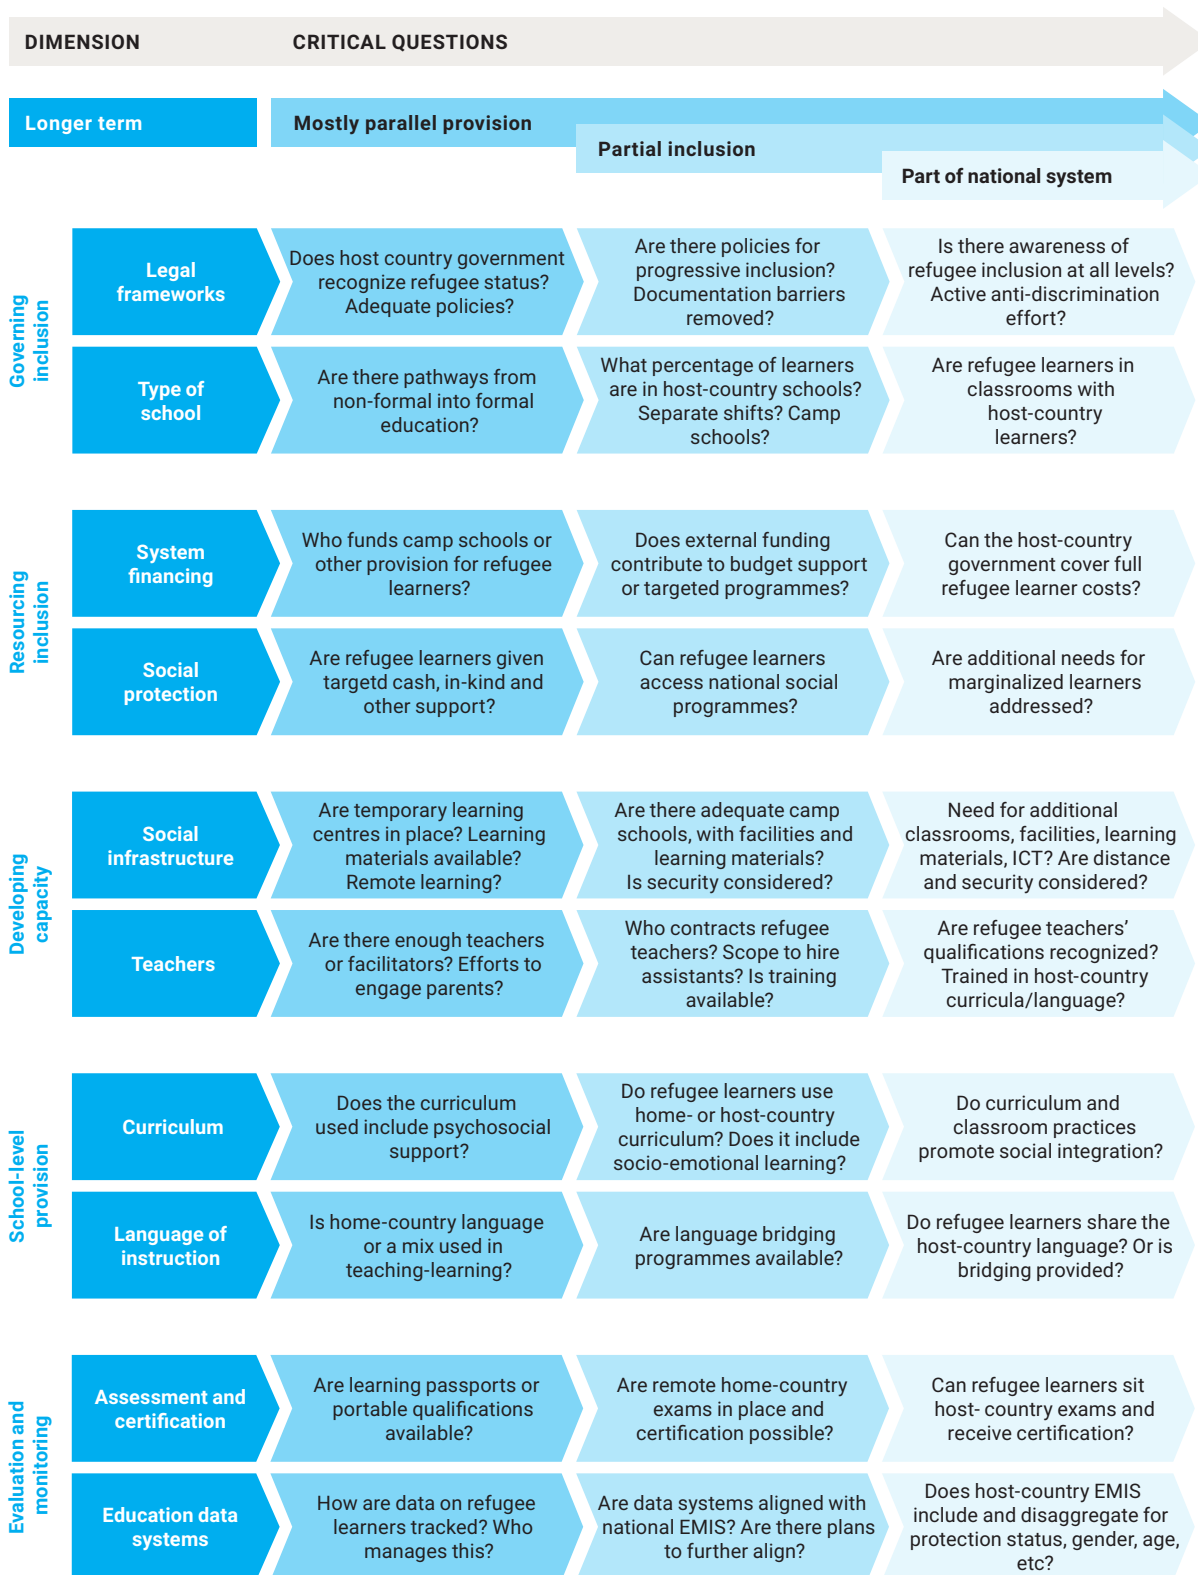 DIMENSION
CRITICAL QUESTIONS
Longer term
Mostly parallel provision
Partial inclusion
Part of national system
Governing
inclusion
Legal
frameworks
Does host country government
recognize refugee status?
Adequate policies?
Are there policies for
progressive inclusion?
Documentation barriers
removed?
Is there awareness of
refugee inclusion at all levels?
Active anti-discrimination
effort?
Type of
school
Are there pathways from
non-formal into formal
education?
What percentage of learners
are in host-country schools?
Separate shifts? Camp
schools?
Are refugee learners in
classrooms with
host-country
learners?
Resourcing
inclusion
System
financing
Who funds camp schools or
other provision for refugee
learners?
Does external funding
contribute to budget support
or targeted programmes?
Can the host-country
government cover full
refugee learner costs?
Social
protection
Are refugee learners given
targetd cash, in-kind and
other support?
Can refugee learners
access national social
programmes?
Are additional needs for
marginalized learners
addressed?
Developing
capacity
Social
infrastructure
Are temporary learning
centres in place? Learning
materials available?
Remote learning?
Are there adequate camp
schools, with facilities and
learning materials?
Is security considered?
Need for additional
classrooms, facilities, learning
materials, ICT? Are distance
and security considered?
Teachers
Are there enough teachers
or facilitators? Efforts to
engage parents?
Who contracts refugee
teachers? Scope to hire
assistants? Is training
available?
Are refugee teachers’
qualifications recognized?
Trained in host-country
curricula/language?
School-level
provision
Curriculum
Does the curriculum
used include psychosocial
support?
Do refugee learners use
home- or host-country
curriculum? Does it include
socio-emotional learning?
Do curriculum and
classroom practices
promote social integration?
Language of
instruction
Is home-country language
or a mix used in
teaching-learning?
Are language bridging
programmes available?
Do refugee learners share the
host-country language? Or is
bridging provided?
Evaluation and
monitoring
Assessment and
certification
Are learning passports or
portable qualifications
available?
Are remote home-country
exams in place and
certification possible?
Can refugee learners sit
host- country exams and
receive certification?
Education data
systems
How are data on refugee
learners tracked? Who
manages this?
Are data systems aligned with
national EMIS? Are there plans
to further align?
Does host-country EMIS
include and disaggregate for
protection status, gender, age,
etc?